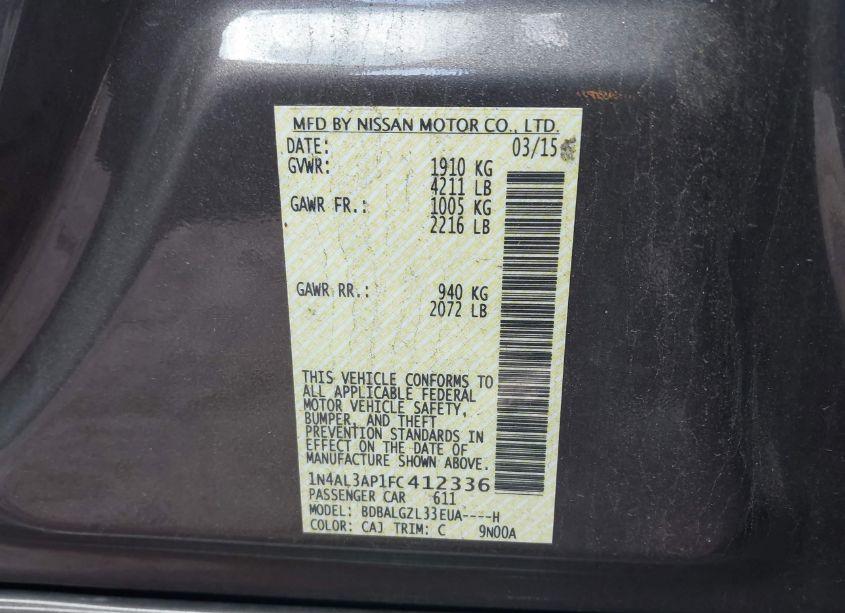 MFD BY NISSAN MOTOR CO., LTD.
DATE: 03/15
GVWR: 1910 KG
4211 LB
GAWR FR.: 1005 KG
2216 LB
GAWR RR.: 940 KG
2072 LB
THIS VEHICLE CONFORMS TO
ALL APPLICABLE FEDERAL
MOTOR VEHICLE SAFETY,
BUMPER, AND THEFT
PREVENTION STANDARDS IN
EFFECT ON THE DATE OF
MANUFACTURE SHOWN ABOVE.
1N4AL3AP1FC412336
PASSENGER CAR 611
MODEL: BDBALGZL33EUA----H
COLOR: CAJ TRIM: C 9N00A